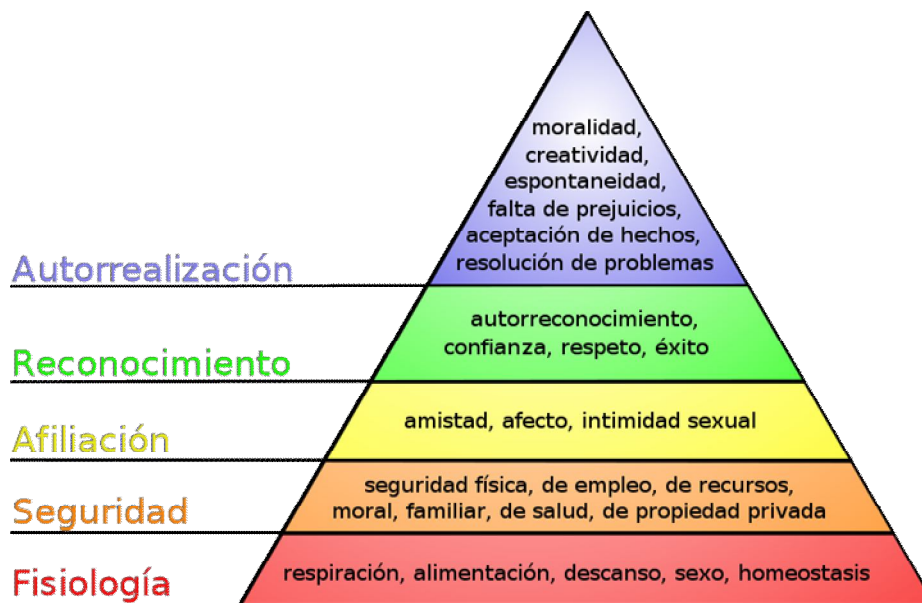 moralidad,
creatividad,
espontaneidad,
falta de prejuicios,
aceptación de hechos,
resolución de problemas
Autorrealización
autorreconocimiento,
confianza, respeto, éxito
Reconocimiento
amistad, afecto, intimidad sexual
Afiliación
seguridad física, de empleo, de recursos,
moral, familiar, de salud, de propiedad privada
Seguridad
respiración, alimentación, descanso, sexo, homeostasis
Fisiología